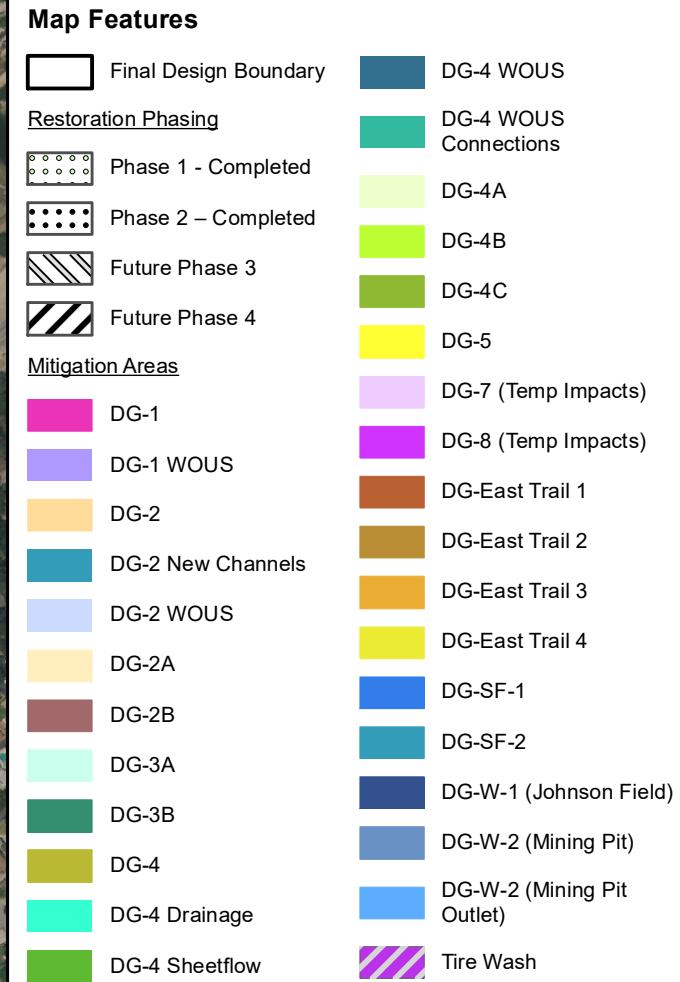 Map Features
Final Design Boundary
Restoration Phasing
Phase 1 - Completed
Phase 2 – Completed
Future Phase 3
Future Phase 4
Mitigation Areas
DG-1
DG-1 WOUS
DG-2
DG-2 New Channels
DG-2 WOUS
DG-2A
DG-2B
DG-3A
DG-3B
DG-4
DG-4 Drainage
DG-4 Sheetflow
DG-4 WOUS
DG-4 WOUS
Connections
DG-4A
DG-4B
DG-4C
DG-5
DG-7 (Temp Impacts)
DG-8 (Temp Impacts)
DG-East Trail 1
DG-East Trail 2
DG-East Trail 3
DG-East Trail 4
DG-SF-1
DG-SF-2
DG-W-1 (Johnson Field)
DG-W-2 (Mining Pit)
DG-W-2 (Mining Pit
Outlet)
Tire Wash